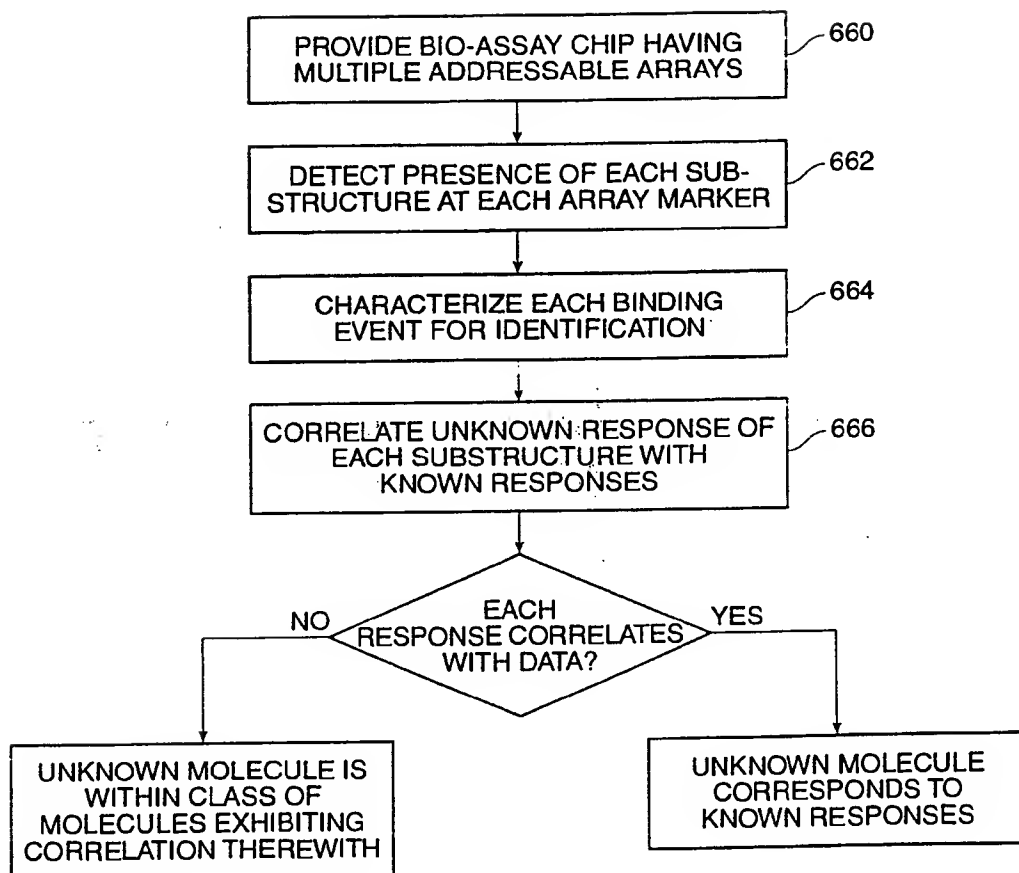 PROVIDE BIO-ASSAY CHIP HAVING
MULTIPLE ADDRESSABLE ARRAYS
660
DETECT PRESENCE OF EACH SUB-
STRUCTURE AT EACH ARRAY MARKER
662
CHARACTERIZE EACH BINDING
EVENT FOR IDENTIFICATION
664
CORRELATE UNKNOWN RESPONSE OF
EACH SUBSTRUCTURE WITH
KNOWN RESPONSES
666
EACH
RESPONSE CORRELATES
WITH DATA?
NO
YES
UNKNOWN MOLECULE IS
WITHIN CLASS OF
MOLECULES EXHIBITING
CORRELATION THEREWITH
UNKNOWN MOLECULE
CORRESPONDS TO
KNOWN RESPONSES